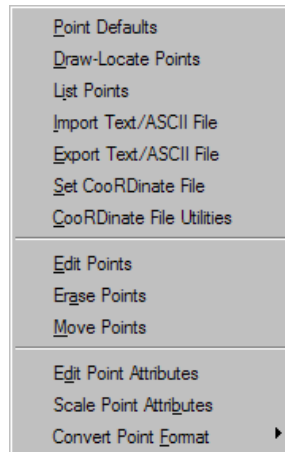 Point Defaults
Draw-Locate Points
List Points
Import Text/ASCII File
Export Text/ASCII File
Set CooRDinate File
CooRDinate File Utilities
Edit Points
Erase Points
Move Points
Edit Point Attributes
Scale Point Attributes
Convert Point Format